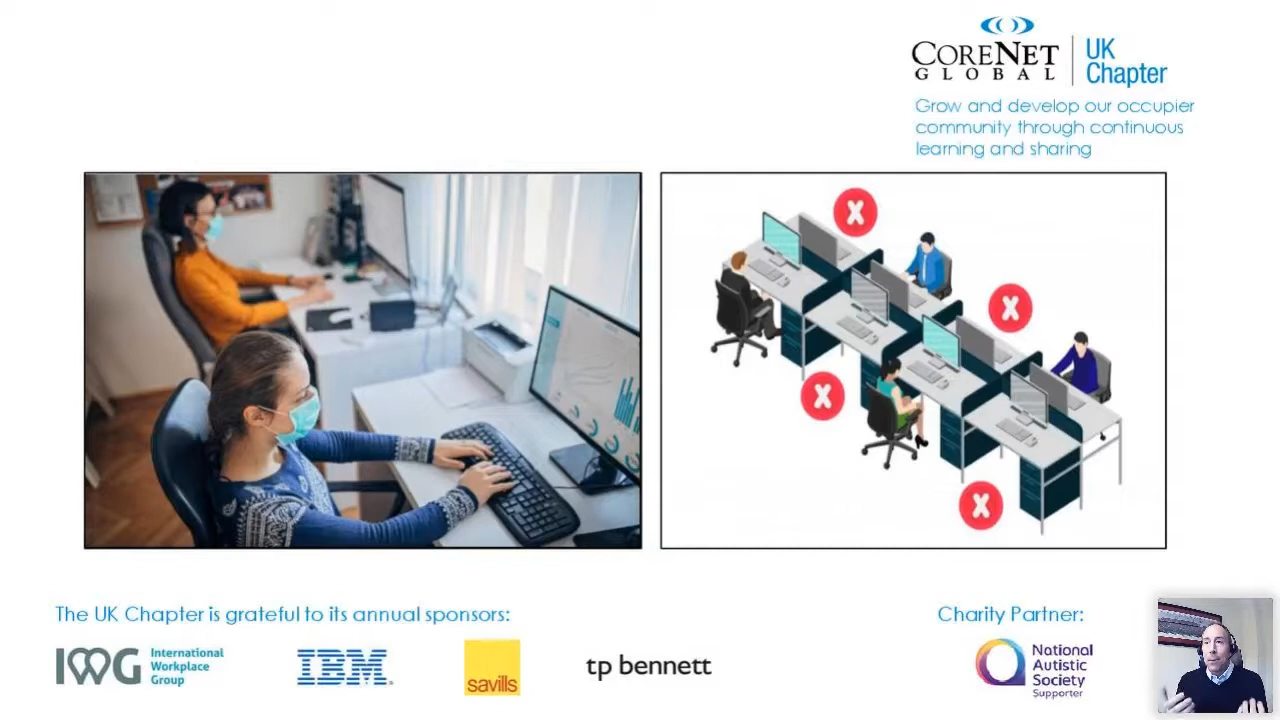 CORENET
GLOBAL
UK
Chapter
Grow and develop our occupier
community through continuous
learning and sharing
X
X
X
X
The UK Chapter is grateful to its annual sponsors:
Charity Partner:
IWG International
Workplace
Group
IBM
savills
tp bennett
National
Autistic
Society
Supporter